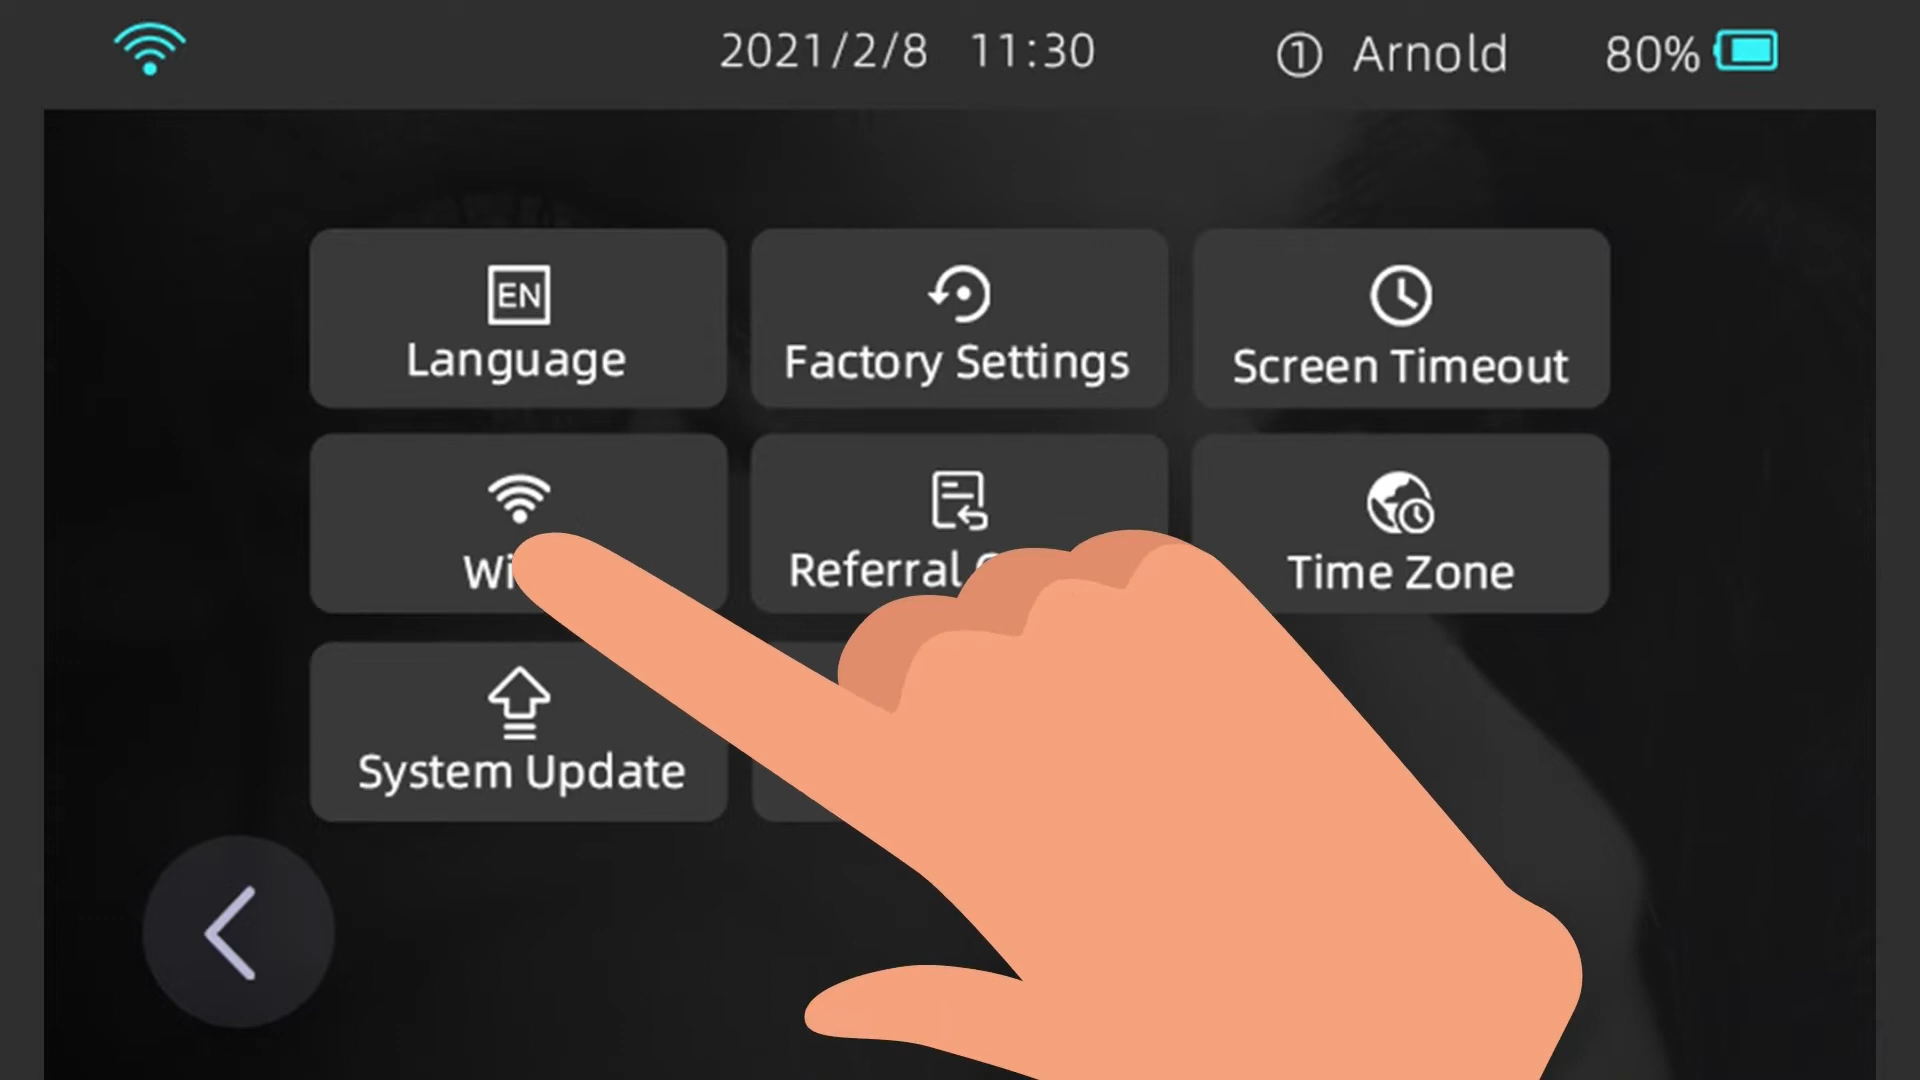 2021/2/8 11:30 ① Arnold 80%
EN
Language
Factory Settings
Screen Timeout
Referral
Time Zone
System Update